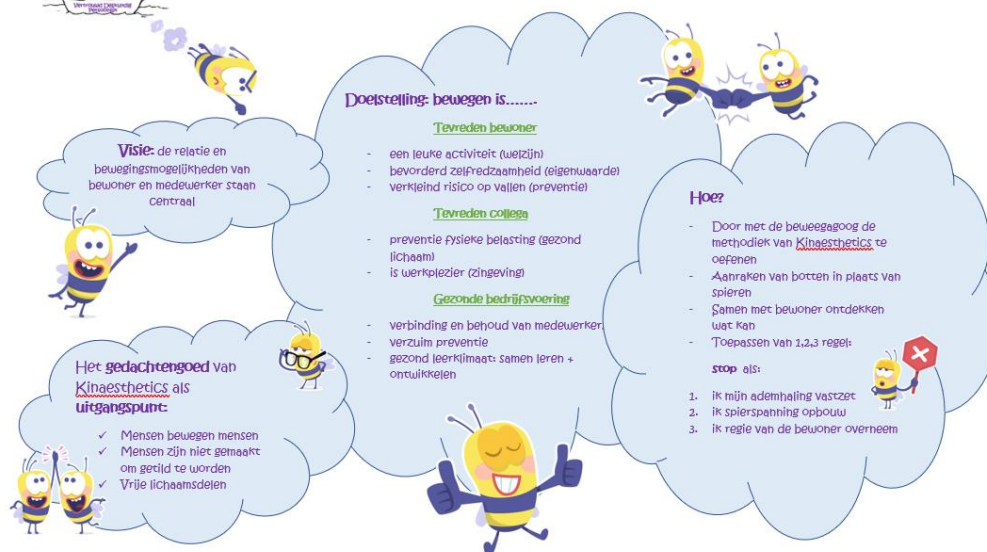 Vertraagd Deskundig
Visie: de relatie en
bewegingsmogelijkheden van
bewoner en medewerker staan
centraal
Het gedachtengoed van
Kinaesthetics als
uitgangspunt:
✓ Mensen bewegen mensen
✓ Mensen zijn niet gemaakt
om getild te worden
✓ Vrije lichaamsdelen
Doelstelling: bewegen is.......
Tevreden bewoner
- een leuke activiteit (welzijn)
- bevorderd zelfredzaamheid (eigenwaarde)
- verkleind risico op vallen (preventie)
Tevreden collega
- preventie fysieke belasting (gezond
lichaam)
- is werkplezier (zingeving)
Gezonde bedrijfsvoering
- verbinding en behoud van medewerker
- verzuim preventie
- gezond leerklimaat: samen leren +
ontwikkelen
Hoe?
- Door met de beweegagoog de
methodiek van Kinaesthetics te
oefenen
- Aanraken van botten in plaats van
spieren
- Samen met bewoner ontdekken
wat kan
- Toepassen van 1,2,3 regel:
stop als:
1. ik mijn ademhaling vastzet
2. ik spierspanning opbouw
3. ik regie van de bewoner overneem